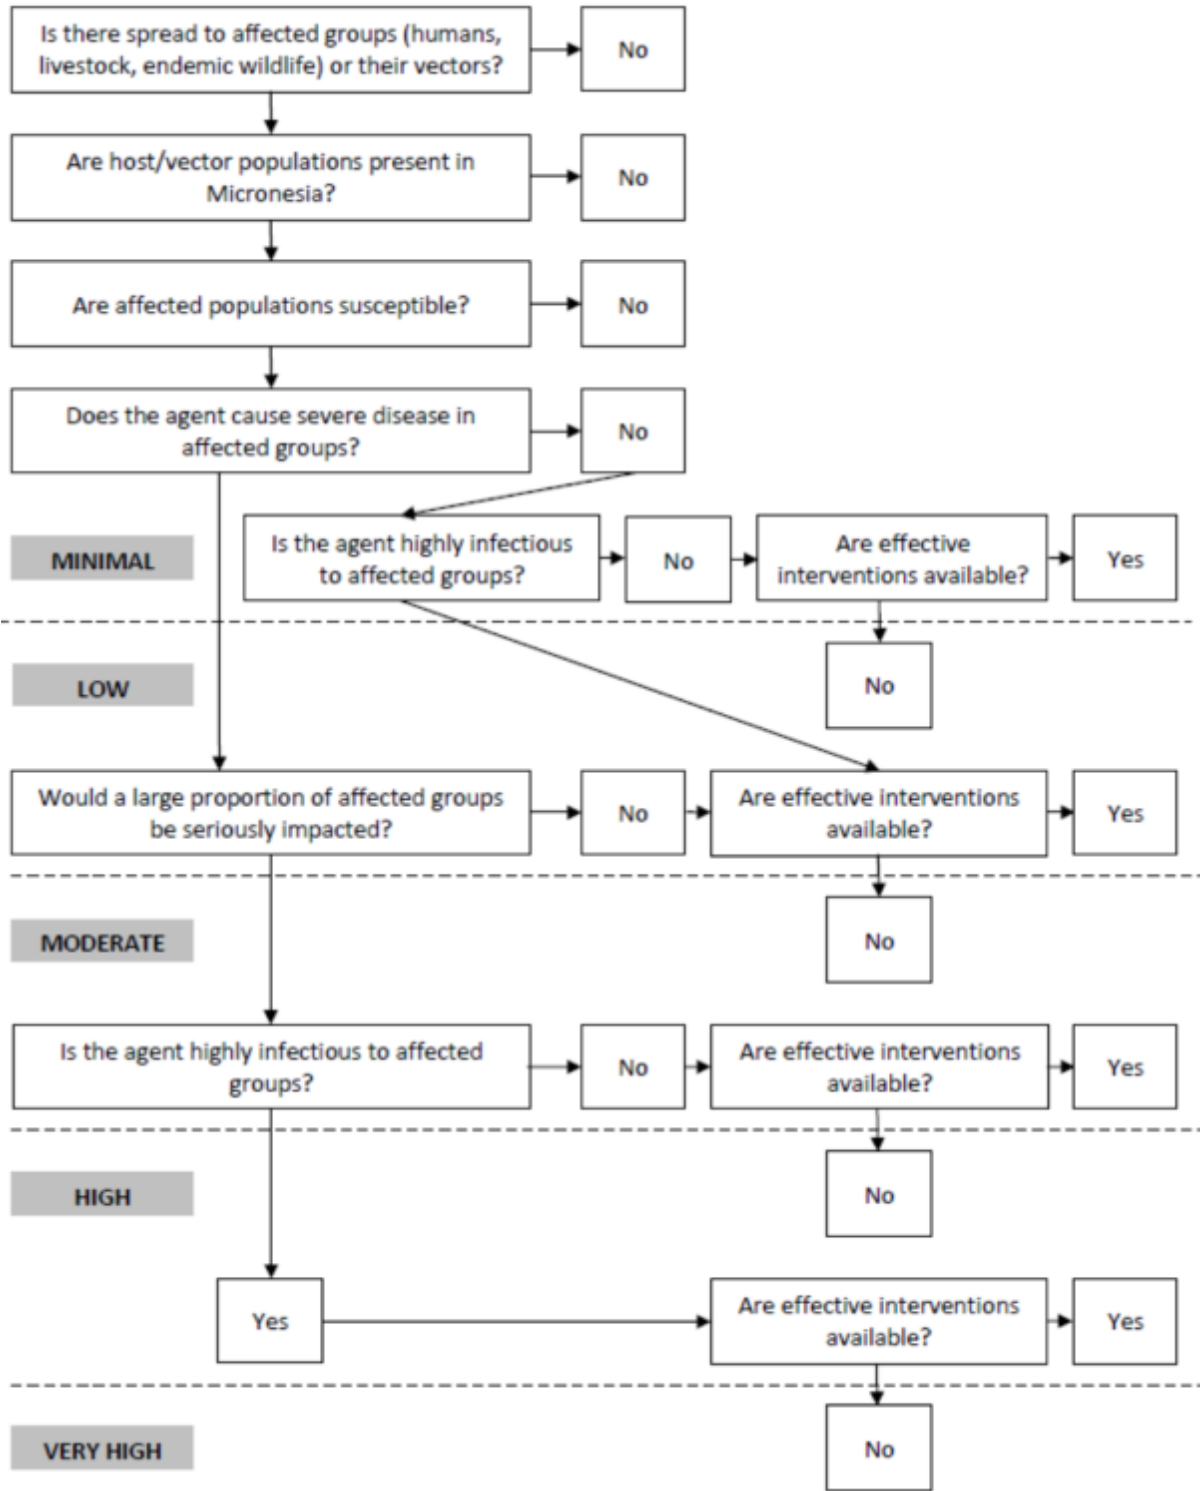 Is there spread to affected groups (humans,
livestock, endemic wildlife) or their vectors?
No
Are host/vector populations present in
Micronesia?
No
Are affected populations susceptible?
No
Does the agent cause severe disease in
affected groups?
No
MINIMAL
Is the agent highly infectious
to affected groups?
No
Are effective
interventions available?
Yes
LOW
No
Would a large proportion of affected groups
be seriously impacted?
No
Are effective interventions
available?
Yes
MODERATE
No
Is the agent highly infectious to affected
groups?
No
Are effective interventions
available?
Yes
HIGH
No
Yes
Are effective interventions
available?
Yes
VERY HIGH
No